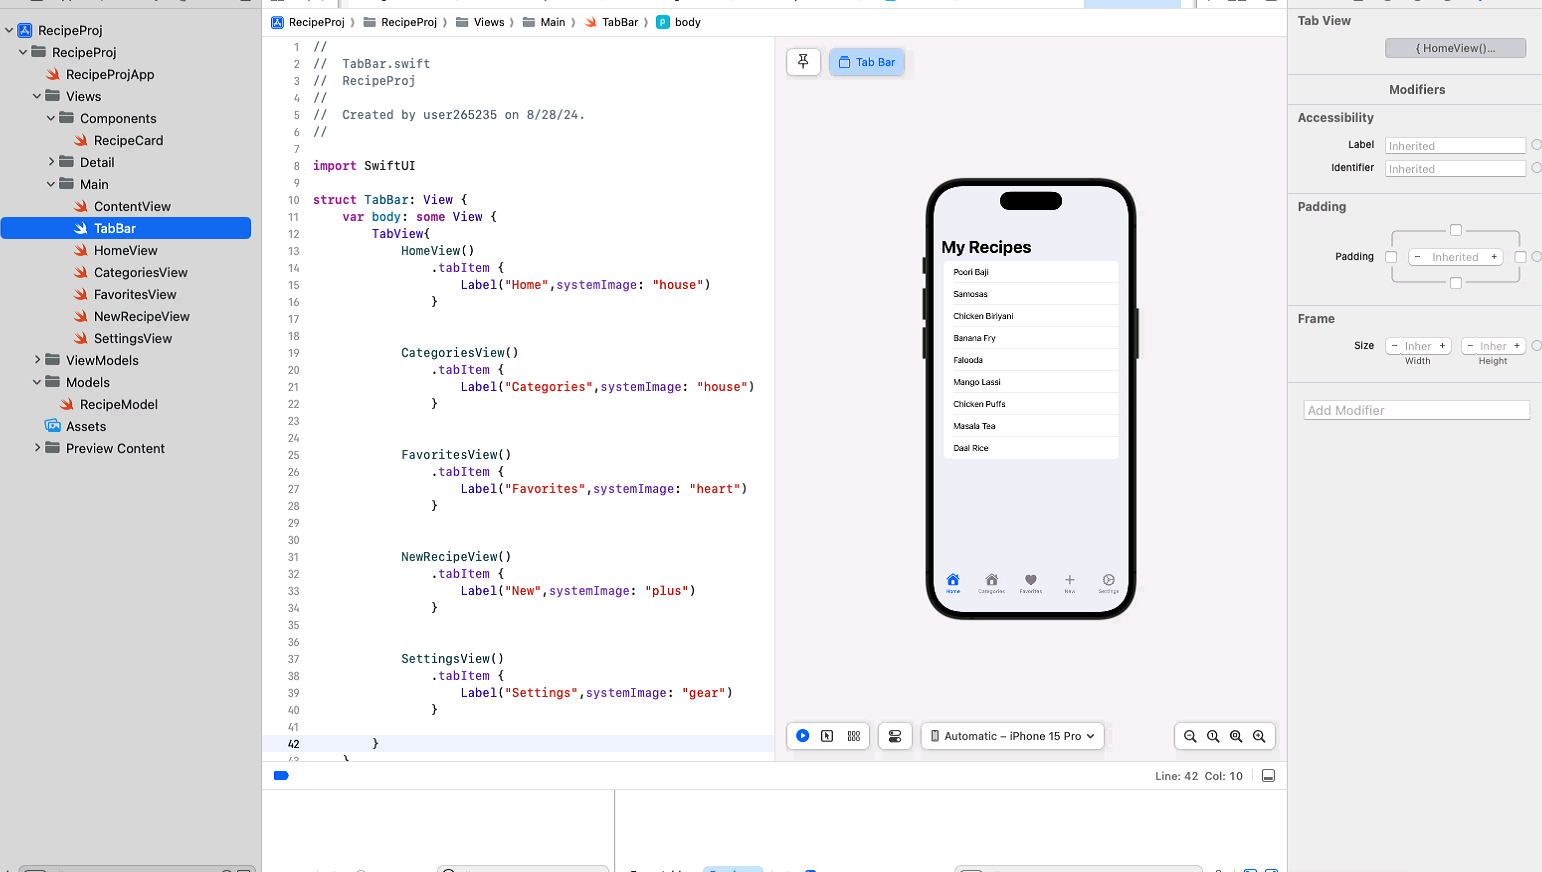 RecipeProj
RecipeProj
RecipeProjApp
Views
Components
RecipeCard
Detail
Main
ContentView
TabBar
HomeView
CategoriesView
FavoritesView
NewRecipeView
SettingsView
ViewModels
Models
RecipeModel
Assets
Preview Content
RecipeProj
RecipeProj
Views
Main
TabBar
body
1 //
2 //  TabBar.swift
3 //  RecipeProj
4 //
5 //  Created by user265235 on 8/28/24.
6 //
7
8 import SwiftUI
9
10 struct TabBar: View {
11     var body: some View {
12         TabView{
13             HomeView()
14                 .tabItem {
15                     Label("Home",systemImage: "house")
16                 }
17
18
19             CategoriesView()
20                 .tabItem {
21                     Label("Categories",systemImage: "house")
22                 }
23
24
25             FavoritesView()
26                 .tabItem {
27                     Label("Favorites",systemImage: "heart")
28                 }
29
30
31             NewRecipeView()
32                 .tabItem {
33                     Label("New",systemImage: "plus")
34                 }
35
36
37             SettingsView()
38                 .tabItem {
39                     Label("Settings",systemImage: "gear")
40                 }
41
42         }
43     }
Tab Bar
My Recipes
Poori Baji
Samosas
Chicken Biriyani
Banana Fry
Falooda
Mango Lassi
Chicken Puffs
Masala Tea
Daal Rice
Home Categories Favorites New Settings
Automatic – iPhone 15 Pro
Line: 42 Col: 10
Tab View
{ HomeView()...
Modifiers
Accessibility
Label Inherited
Identifier Inherited
Padding
Padding − Inherited +
Frame
Size − Inher + − Inher +
Width Height
Add Modifier